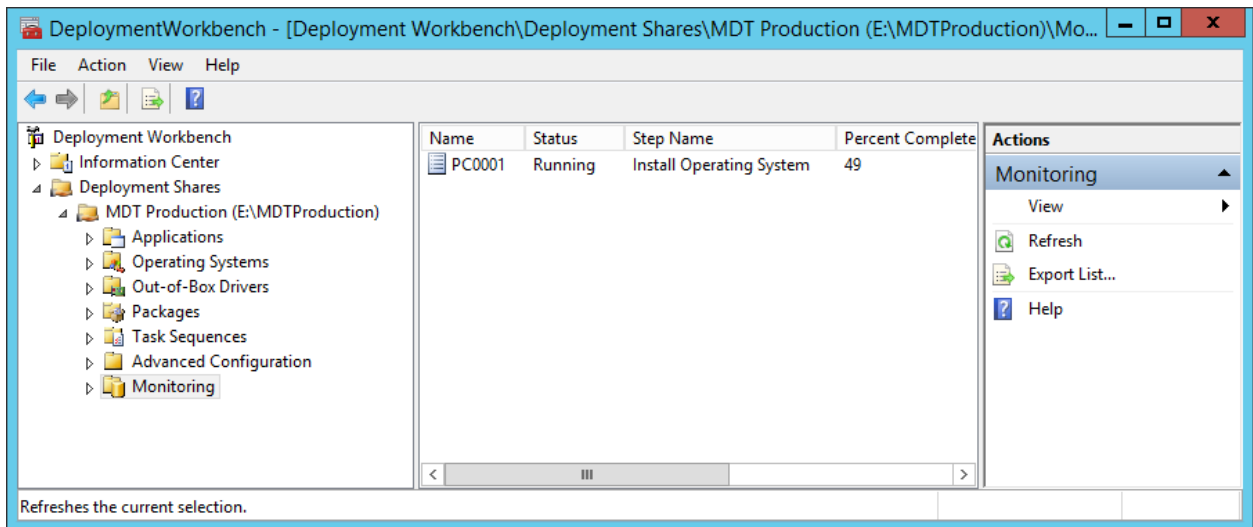 DeploymentWorkbench - [Deployment Workbench\Deployment Shares\MDT Production (E:\MDTProduction)\Mo...
File Action View Help
Deployment Workbench
Information Center
Deployment Shares
MDT Production (E:\MDTProduction)
Applications
Operating Systems
Out-of-Box Drivers
Packages
Task Sequences
Advanced Configuration
Monitoring
Name Status Step Name Percent Complete
PC0001 Running Install Operating System 49
Actions
Monitoring
View
Refresh
Export List...
Help
Refreshes the current selection.